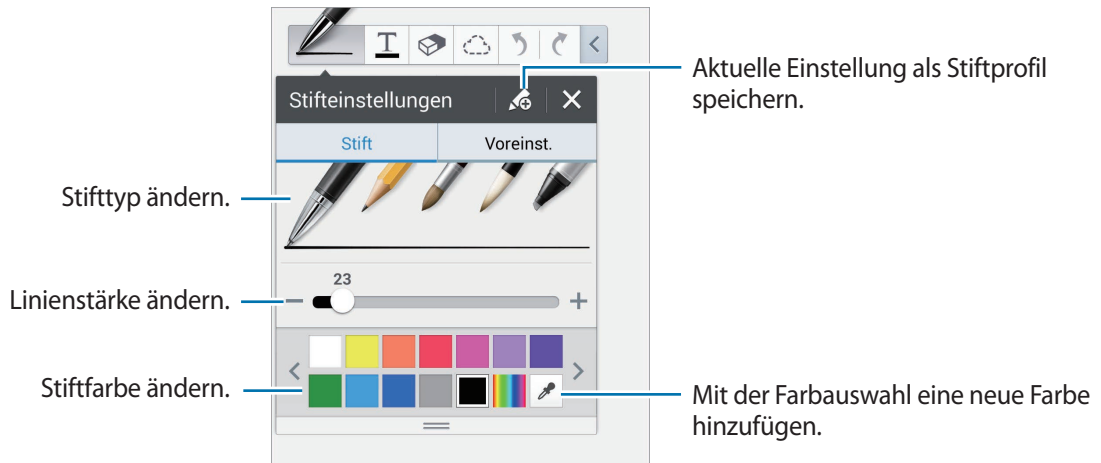 T
Aktuelle Einstellung als Stiftprofil
speichern.
Stifteinstellungen
Stift
Voreinst.
Stifttyp ändern.
23
Linienstärke ändern.
Stiftfarbe ändern.
Mit der Farbauswahl eine neue Farbe
hinzufügen.